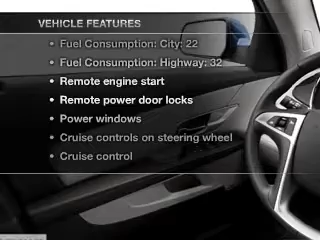 VEHICLE FEATURES
• Fuel Consumption: City: 22
• Fuel Consumption: Highway: 32
• Remote engine start
• Remote power door locks
• Power windows
• Cruise controls on steering wheel
• Cruise control